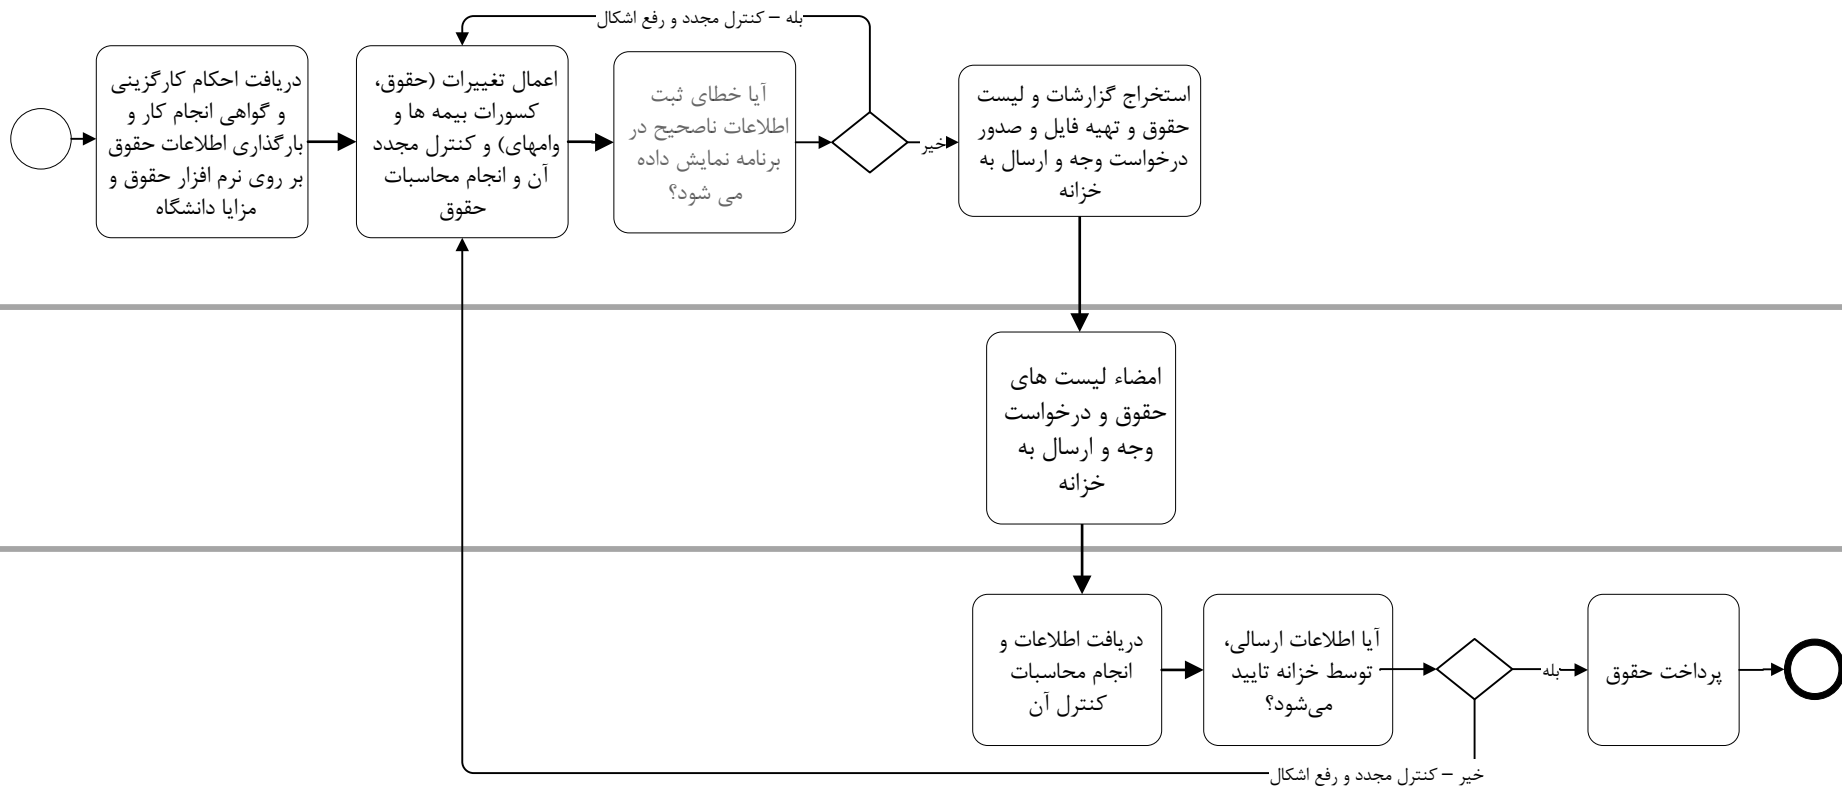 بله – کنترل مجدد و رفع اشکال
دریافت احکام کارگزینی
و گواهی انجام کار و
بارگذاری اطلاعات حقوق
بر روی نرم افزار حقوق و
مزایا دانشگاه
اعمال تغییرات (حقوق،
کسورات بیمه ها و
وامهای) و کنترل مجدد
آن و انجام محاسبات
حقوق
آیا خطای ثبت
اطلاعات ناصحیح در
برنامه نمایش داده
می شود؟
خیر
استخراج گزارشات و لیست
حقوق و تهیه فایل و صدور
درخواست وجه و ارسال به
خزانه
امضاء لیست های
حقوق و درخواست
وجه و ارسال به
خزانه
دریافت اطلاعات و
انجام محاسبات
کنترل آن
آیا اطلاعات ارسالی،
توسط خزانه تایید
می‌شود؟
بله
پرداخت حقوق
خیر – کنترل مجدد و رفع اشکال